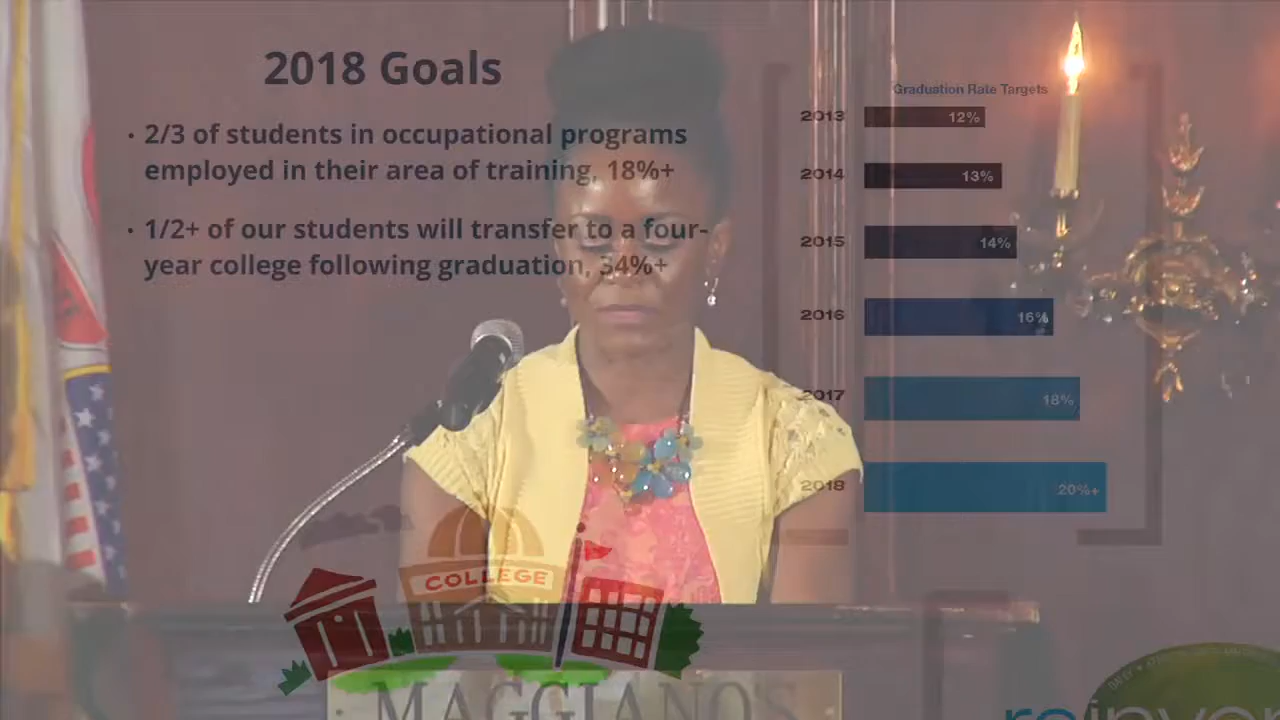 2018 Goals
• 2/3 of students in occupational programs
employed in their area of training, 18%+
• 1/2+ of our students will transfer to a four-
year college following graduation, 34%+
Graduation Rate Targets
2013 12%
2014 13%
2015 14%
2016 16%
2017 18%
2018 20%+
COLLEGE
MAGGIANO'S